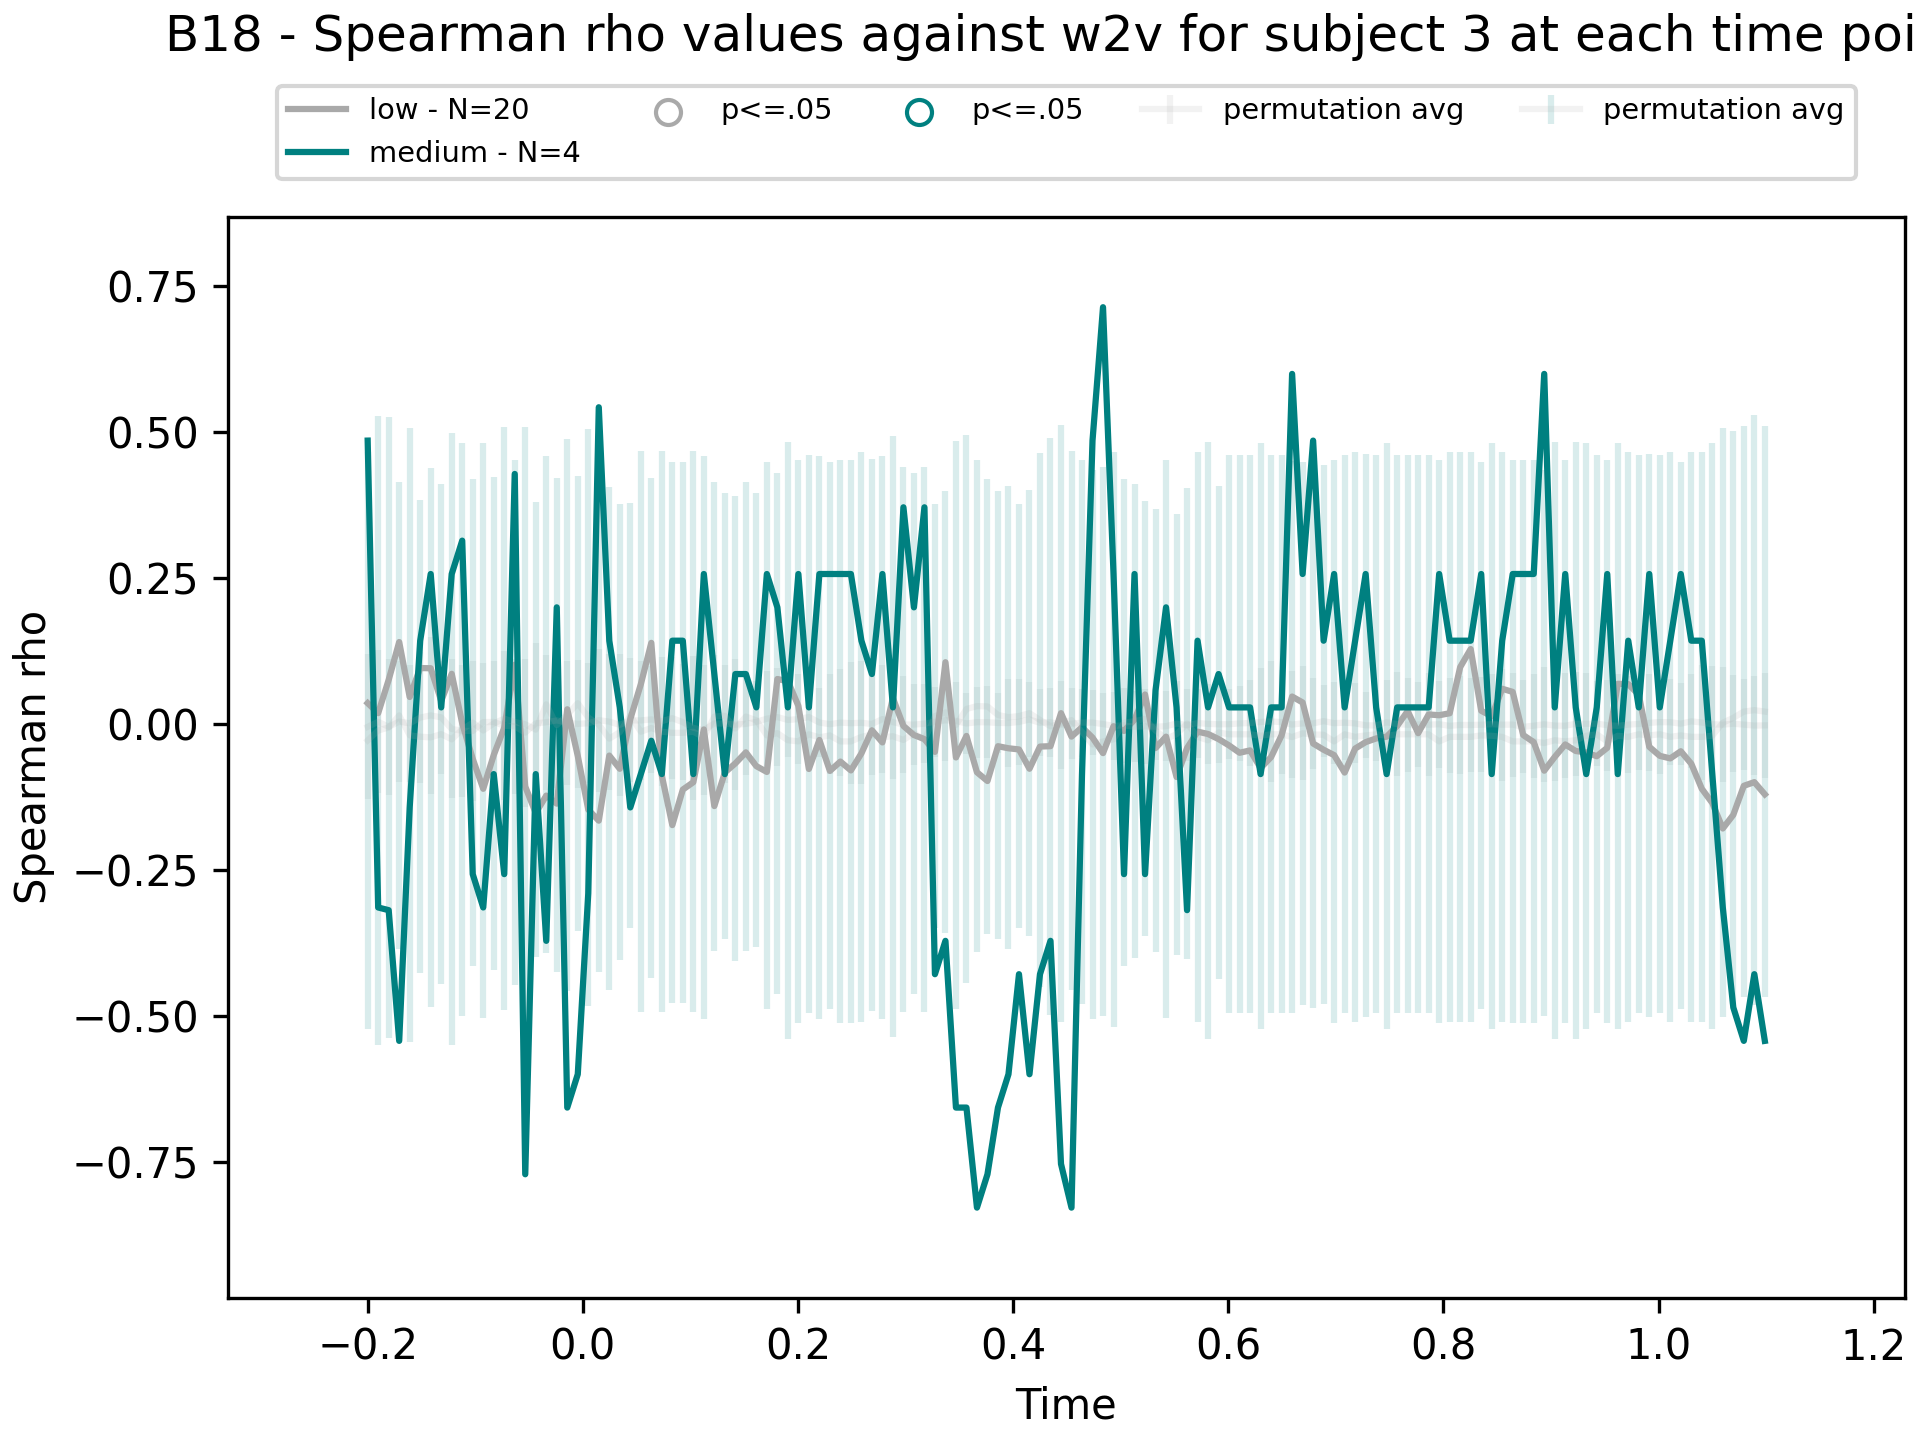 B18 - Spearman rho values against w2v for subject 3 at each time poi
low - N=20 p<=.05 p<=.05 permutation avg permutation avg
medium - N=4
Spearman rho
0.75
0.50
0.25
0.00
−0.25
−0.50
−0.75
−0.2 0.0 0.2 0.4 0.6 0.8 1.0 1.2
Time